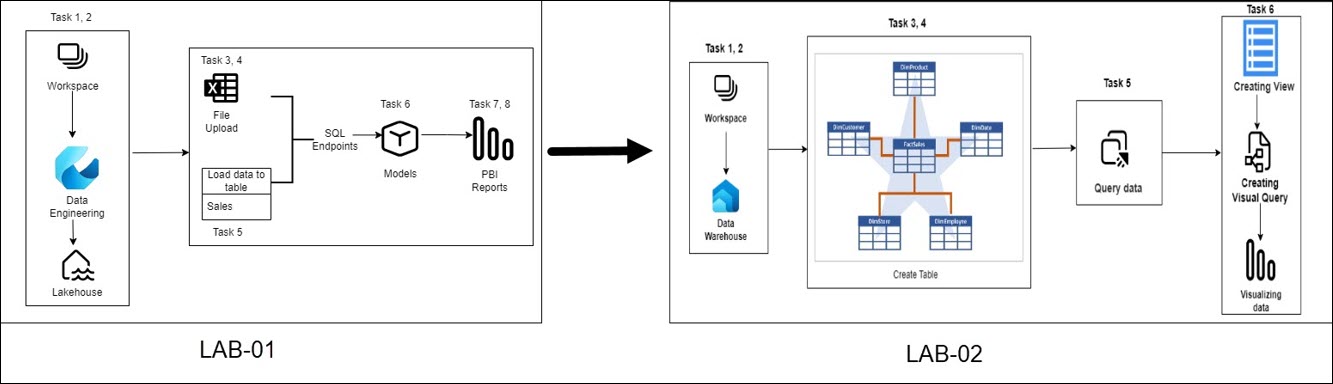 Task 1, 2
Workspace
Data
Engineering
Lakehouse
Task 3, 4
File
Upload
Load data to
table
Sales
Task 5
SQL
Endpoints
Task 6
Models
Task 7, 8
PBI
Reports
LAB-01
Task 1, 2
Workspace
Data
Warehouse
Task 3, 4
DimProduct
DimCustomer
DimDate
FactSales
DimStore
DimEmployee
Create Table
Task 5
Query data
Task 6
Creating View
Creating
Visual Query
Visualizing
data
LAB-02